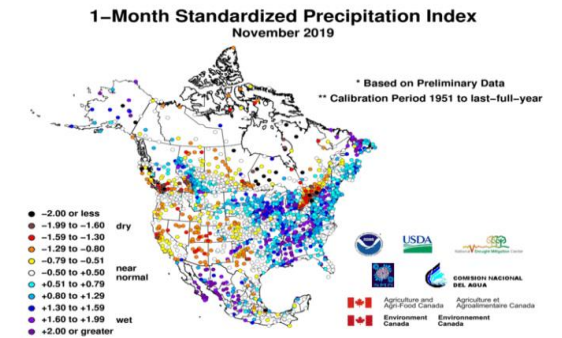 1-Month Standardized Precipitation Index
November 2019
* Based on Preliminary Data
** Calibration Period 1951 to last-full-year
-2.00 or less
-1.99 to -1.60 dry
-1.59 to -1.30
-1.29 to -0.80
-0.79 to -0.51
-0.50 to +0.50 near
normal
+0.51 to +0.79
+0.80 to +1.29
+1.30 to +1.59
+1.60 to +1.99 wet
+2.00 or greater
USDA
National Drought Mitigation Center
COMISION NACIONAL
DEL AGUA
Agriculture and
Agri-Food Canada
Agriculture et
Agroalimentaire Canada
Environment
Canada
Environnement
Canada